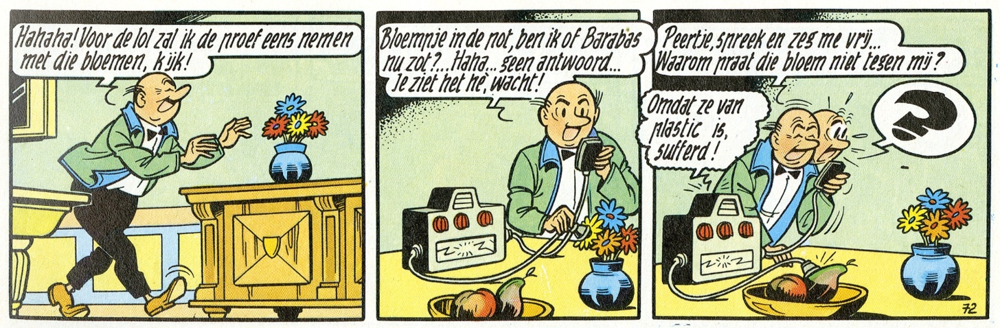 Hahaha! Voor de lol zal ik de proef eens nemen
met die bloemen, kijk!
Bloempje in de pot, ben ik of Barabas
nu zot?... Haha... geen antwoord...
Je ziet het hè, wacht!
Peertje, spreek en zeg me vrij...
Waarom praat die bloem niet tegen mij?
Omdat ze van
plastic is,
sufferd!
?
72